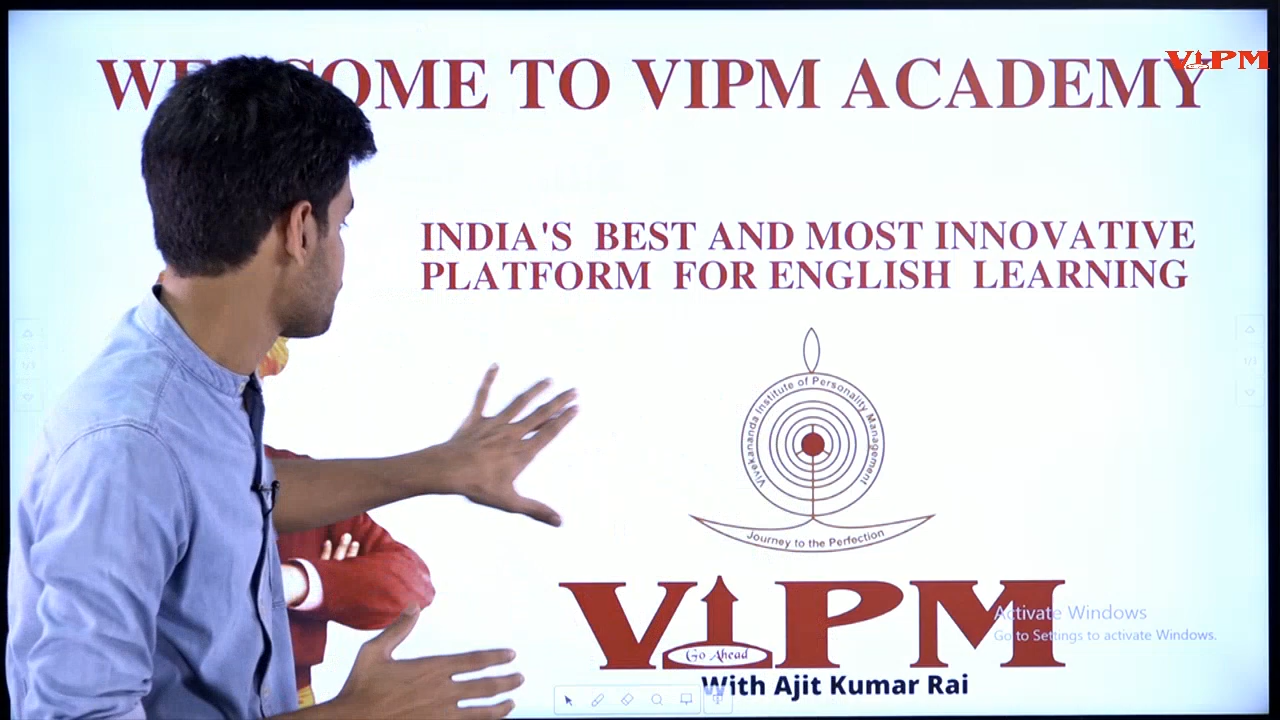 WE COME TO VIPM ACADEMY
VIPM
INDIA'S BEST AND MOST INNOVATIVE
PLATFORM FOR ENGLISH LEARNING
Vivekananda Institute of Personality Management
Journey to the Perfection
VIPM
Go Ahead
With Ajit Kumar Rai
Activate Windows
Go to Settings to activate Windows.